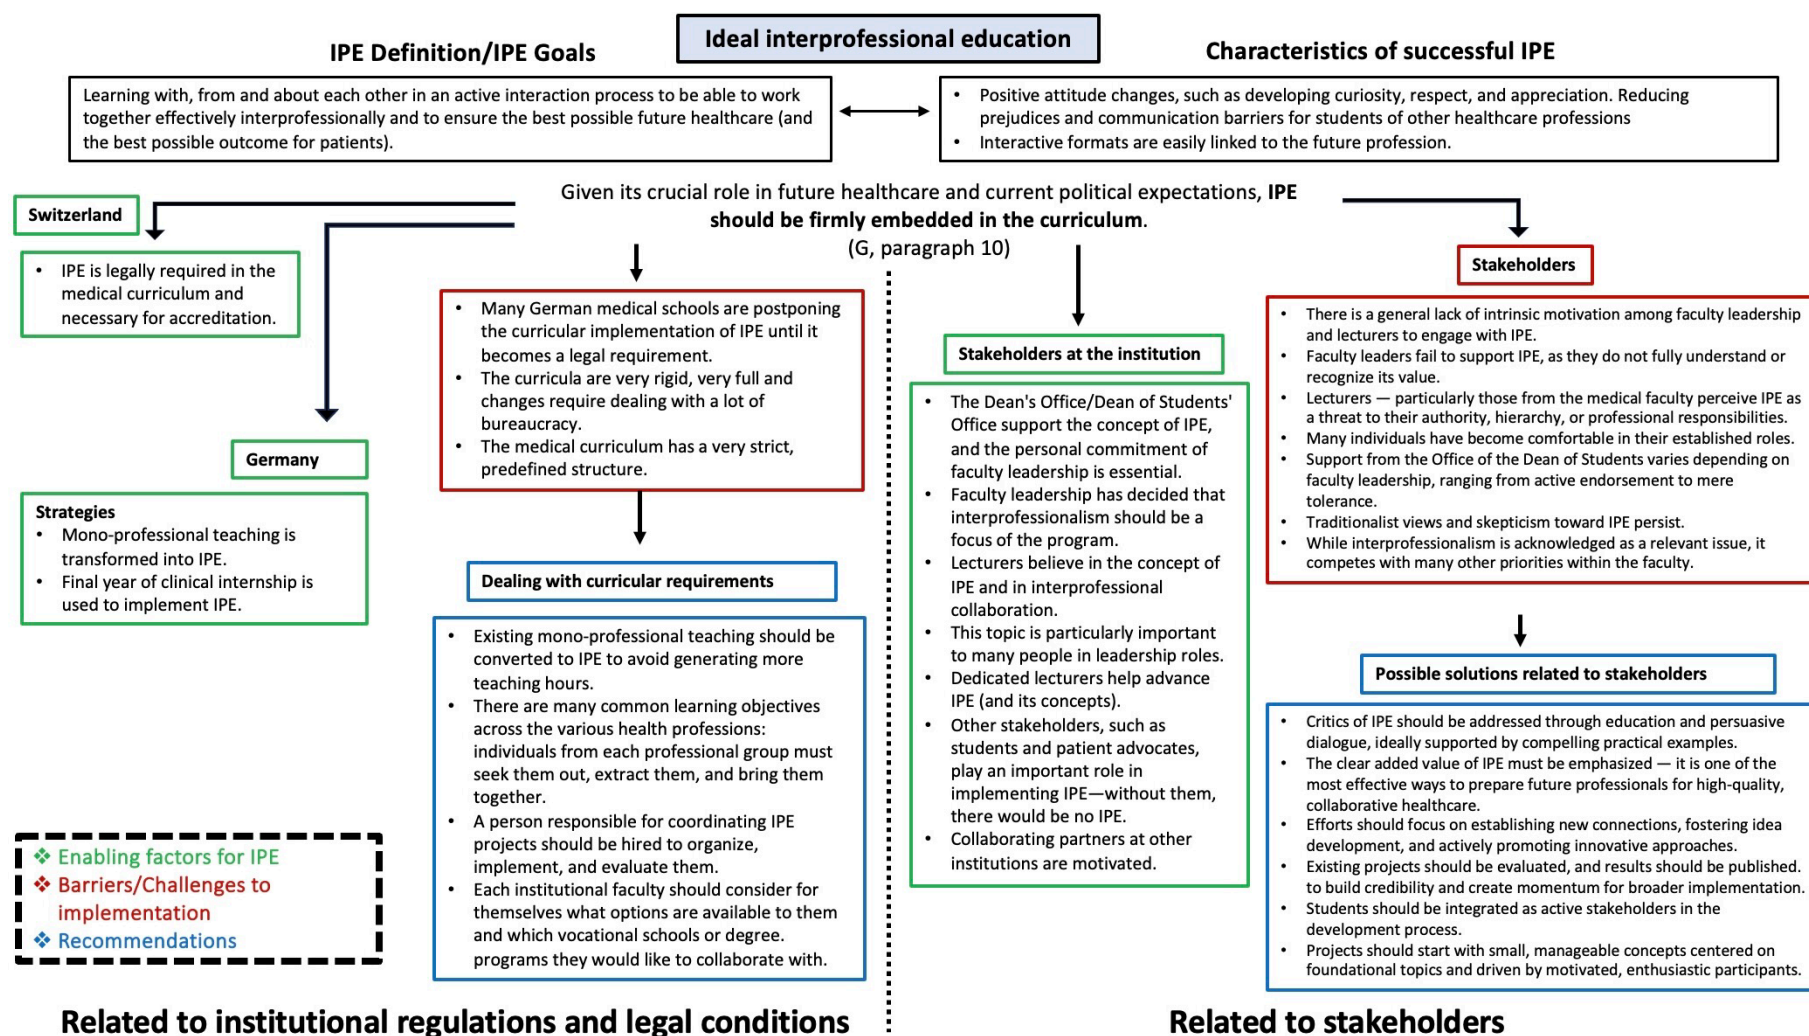 Ideal interprofessional education
IPE Definition/IPE Goals
Characteristics of successful IPE
Learning with, from and about each other in an active interaction process to be able to work
together effectively interprofessionally and to ensure the best possible future healthcare (and
the best possible outcome for patients).
• Positive attitude changes, such as developing curiosity, respect, and appreciation. Reducing
prejudices and communication barriers for students of other healthcare professions
• Interactive formats are easily linked to the future profession.
Given its crucial role in future healthcare and current political expectations, IPE
should be firmly embedded in the curriculum.
(G, paragraph 10)
Switzerland
• IPE is legally required in the
medical curriculum and
necessary for accreditation.
Germany
Strategies
• Mono-professional teaching is
transformed into IPE.
• Final year of clinical internship is
used to implement IPE.
• Many German medical schools are postponing
the curricular implementation of IPE until it
becomes a legal requirement.
• The curricula are very rigid, very full and
changes require dealing with a lot of
bureaucracy.
• The medical curriculum has a very strict,
predefined structure.
Dealing with curricular requirements
• Existing mono-professional teaching should be
converted to IPE to avoid generating more
teaching hours.
• There are many common learning objectives
across the various health professions:
individuals from each professional group must
seek them out, extract them, and bring them
together.
• A person responsible for coordinating IPE
projects should be hired to organize,
implement, and evaluate them.
• Each institutional faculty should consider for
themselves what options are available to them
and which vocational schools or degree.
programs they would like to collaborate with.
Stakeholders at the institution
• The Dean's Office/Dean of Students'
Office support the concept of IPE,
and the personal commitment of
faculty leadership is essential.
• Faculty leadership has decided that
interprofessionalism should be a
focus of the program.
• Lecturers believe in the concept of
IPE and in interprofessional
collaboration.
• This topic is particularly important
to many people in leadership roles.
• Dedicated lecturers help advance
IPE (and its concepts).
• Other stakeholders, such as
students and patient advocates,
play an important role in
implementing IPE—without them,
there would be no IPE.
• Collaborating partners at other
institutions are motivated.
Stakeholders
• There is a general lack of intrinsic motivation among faculty leadership
and lecturers to engage with IPE.
• Faculty leaders fail to support IPE, as they do not fully understand or
recognize its value.
• Lecturers — particularly those from the medical faculty perceive IPE as
a threat to their authority, hierarchy, or professional responsibilities.
• Many individuals have become comfortable in their established roles.
• Support from the Office of the Dean of Students varies depending on
faculty leadership, ranging from active endorsement to mere
tolerance.
• Traditionalist views and skepticism toward IPE persist.
• While interprofessionalism is acknowledged as a relevant issue, it
competes with many other priorities within the faculty.
Possible solutions related to stakeholders
• Critics of IPE should be addressed through education and persuasive
dialogue, ideally supported by compelling practical examples.
• The clear added value of IPE must be emphasized — it is one of the
most effective ways to prepare future professionals for high-quality,
collaborative healthcare.
• Efforts should focus on establishing new connections, fostering idea
development, and actively promoting innovative approaches.
• Existing projects should be evaluated, and results should be published.
to build credibility and create momentum for broader implementation.
• Students should be integrated as active stakeholders in the
development process.
• Projects should start with small, manageable concepts centered on
foundational topics and driven by motivated, enthusiastic participants.
❖ Enabling factors for IPE
❖ Barriers/Challenges to
implementation
❖ Recommendations
Related to institutional regulations and legal conditions
Related to stakeholders